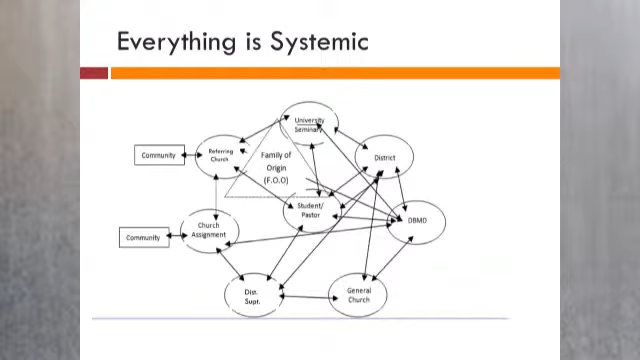 Everything is Systemic
University
Seminary
Referring
Church
Community
Family of
Origin
(F.O.O)
District
Student/
Pastor
DBMD
Church
Assignment
Community
Dist.
Supt.
General
Church